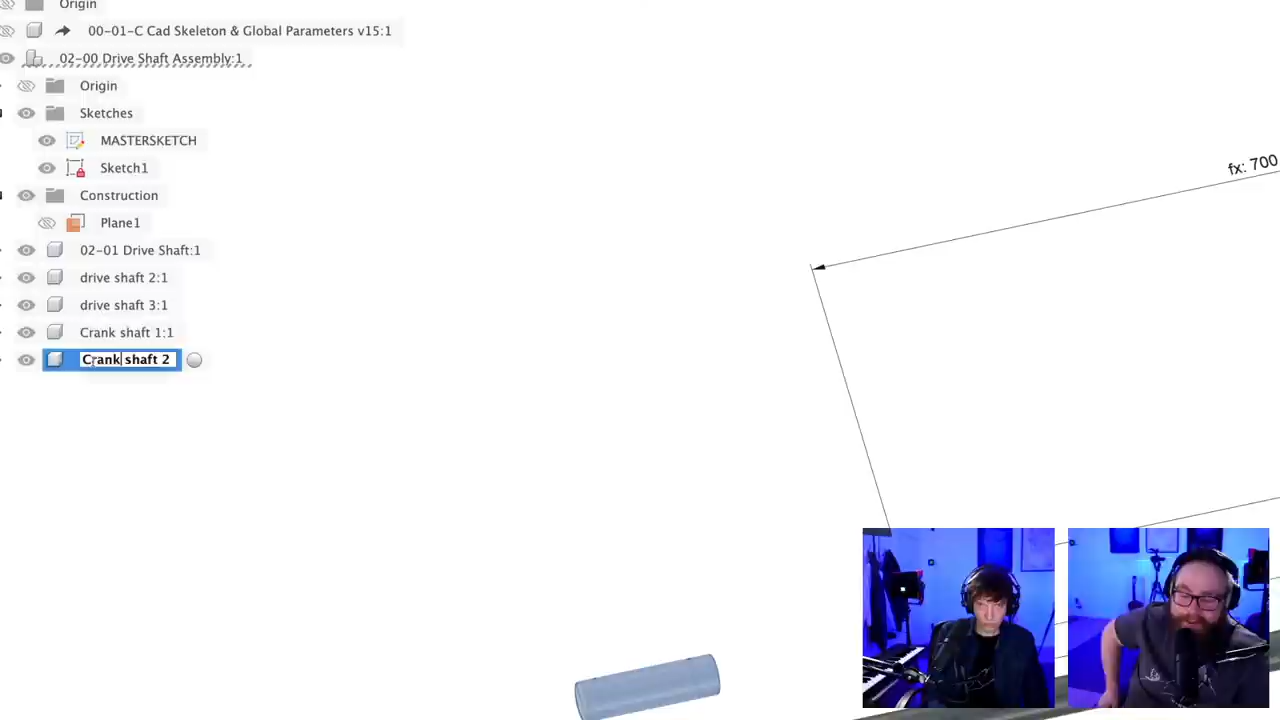 Origin
00-01-C Cad Skeleton & Global Parameters v15:1
02-00 Drive Shaft Assembly:1
Origin
Sketches
MASTERSKETCH
Sketch1
Construction
Plane1
02-01 Drive Shaft:1
drive shaft 2:1
drive shaft 3:1
Crank shaft 1:1
Crank shaft 2
fx: 700